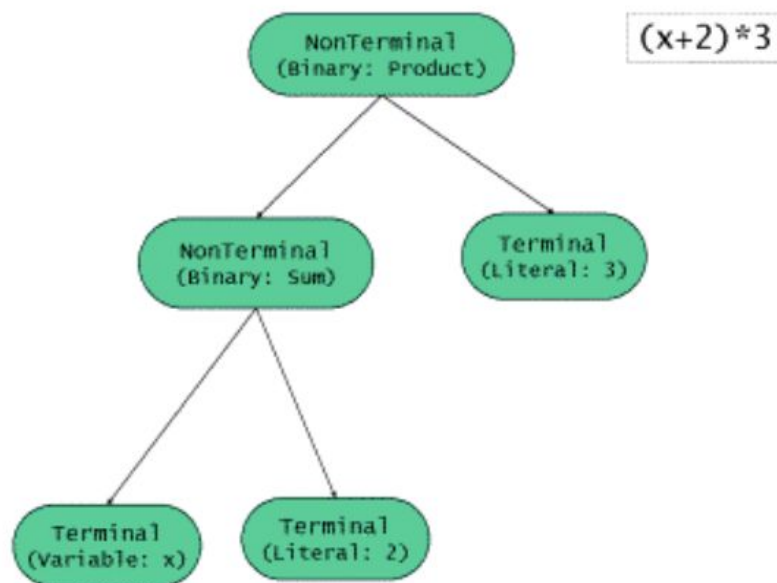 NonTerminal
(Binary: Product)
(x+2)*3
NonTerminal
(Binary: Sum)
Terminal
(Literal: 3)
Terminal
(Variable: x)
Terminal
(Literal: 2)